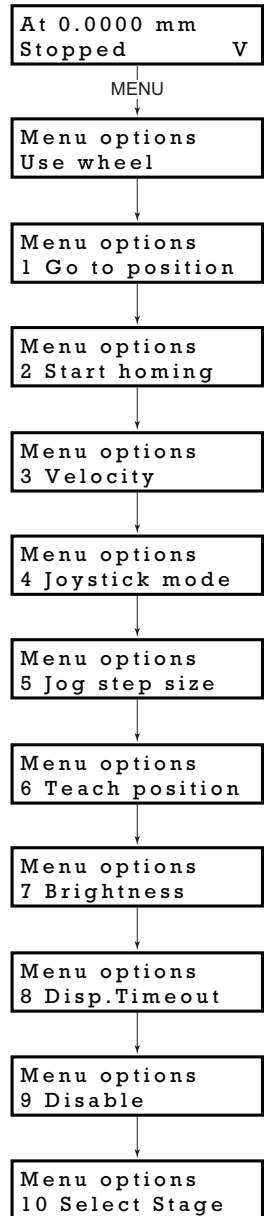 At 0.0000 mm
Stopped V
MENU
Menu options
Use wheel
Menu options
1 Go to position
Menu options
2 Start homing
Menu options
3 Velocity
Menu options
4 Joystick mode
Menu options
5 Jog step size
Menu options
6 Teach position
Menu options
7 Brightness
Menu options
8 Disp.Timeout
Menu options
9 Disable
Menu options
10 Select Stage